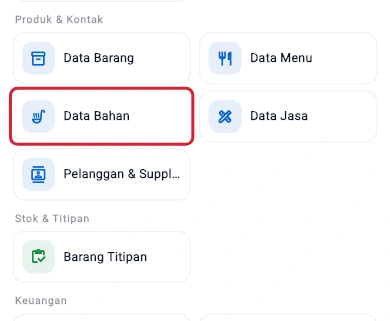 Produk & Kontak
Data Barang
Data Menu
Data Bahan
Data Jasa
Pelanggan & Suppl...
Stok & Titipan
Barang Titipan
Keuangan